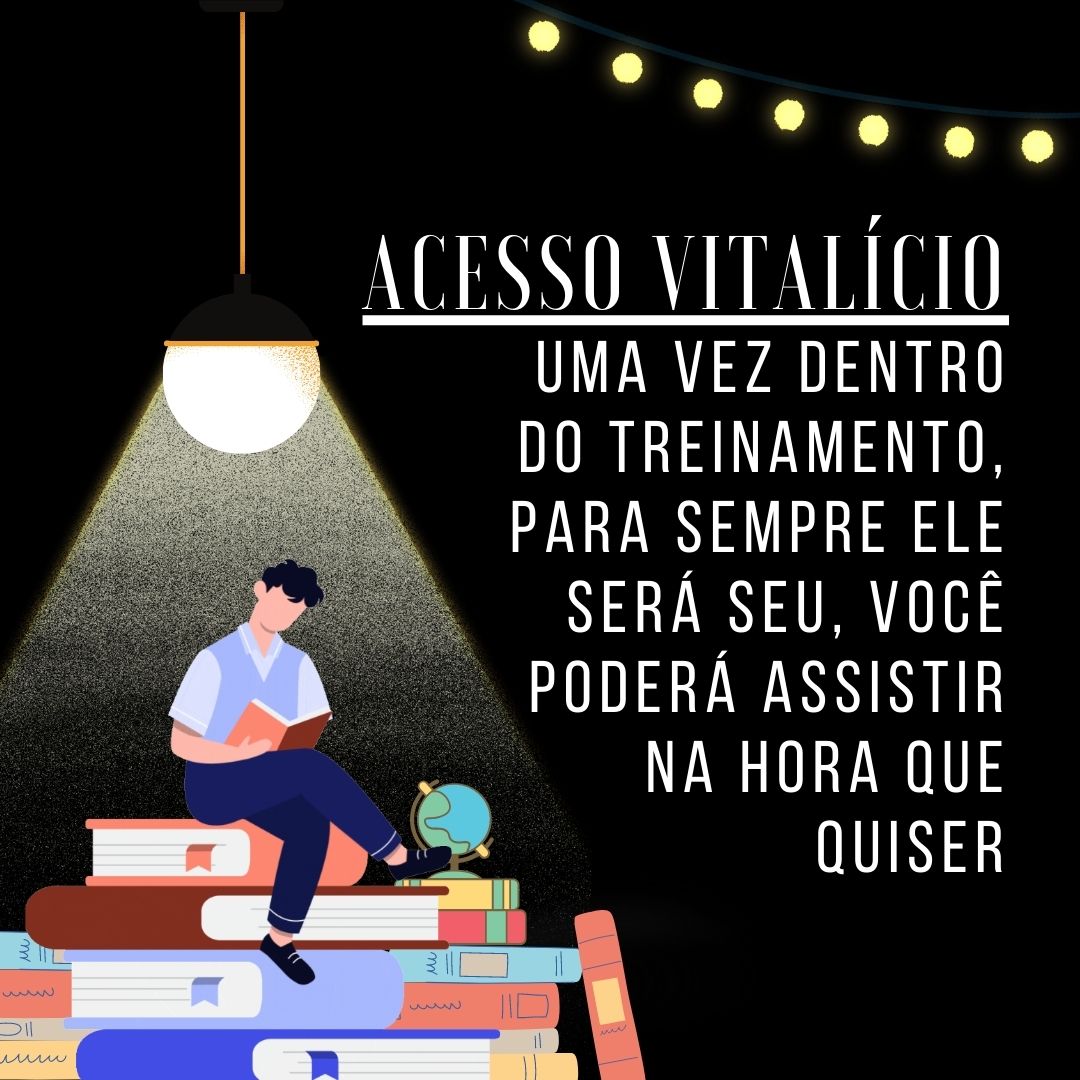 ACESSO VITALÍCIO
UMA VEZ DENTRO
DO TREINAMENTO,
PARA SEMPRE ELE
SERÁ SEU, VOCÊ
PODERÁ ASSISTIR
NA HORA QUE
QUISER